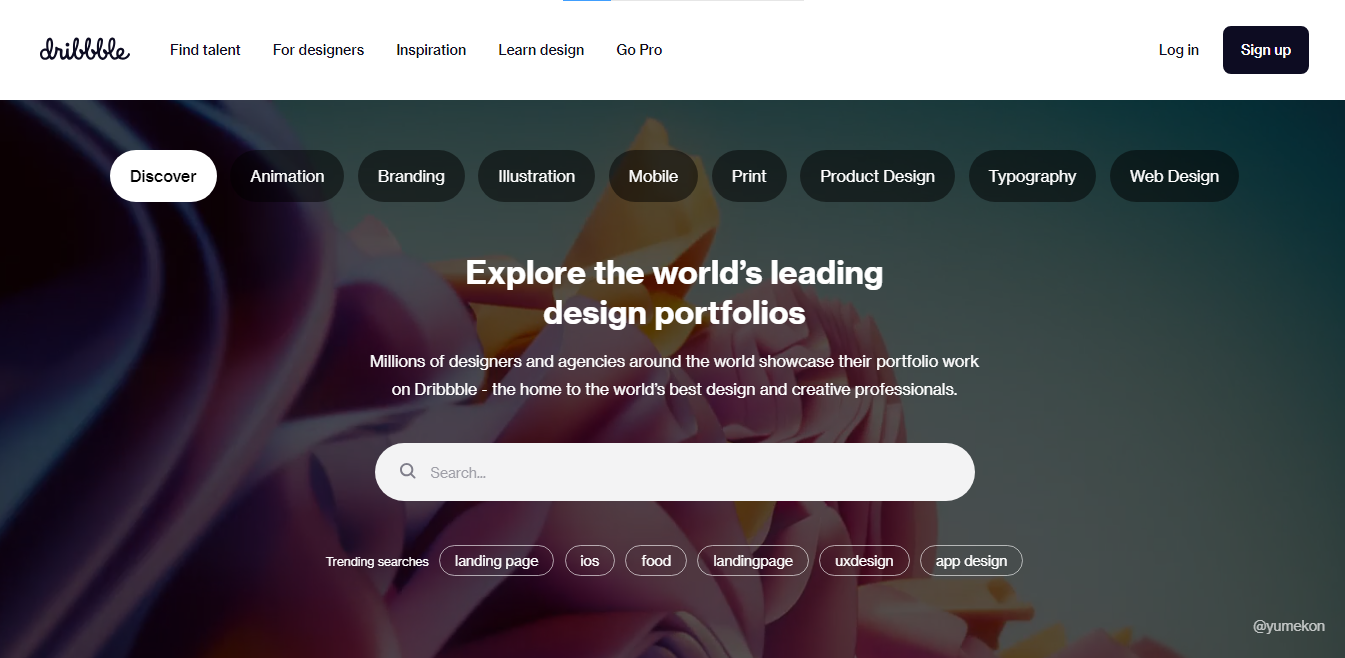 dribbble Find talent For designers Inspiration Learn design Go Pro Log in Sign up
Discover Animation Branding Illustration Mobile Print Product Design Typography Web Design
Explore the world’s leading
design portfolios
Millions of designers and agencies around the world showcase their portfolio work
on Dribbble - the home to the world’s best design and creative professionals.
Search...
Trending searches landing page ios food landingpage uxdesign app design
@yumekon